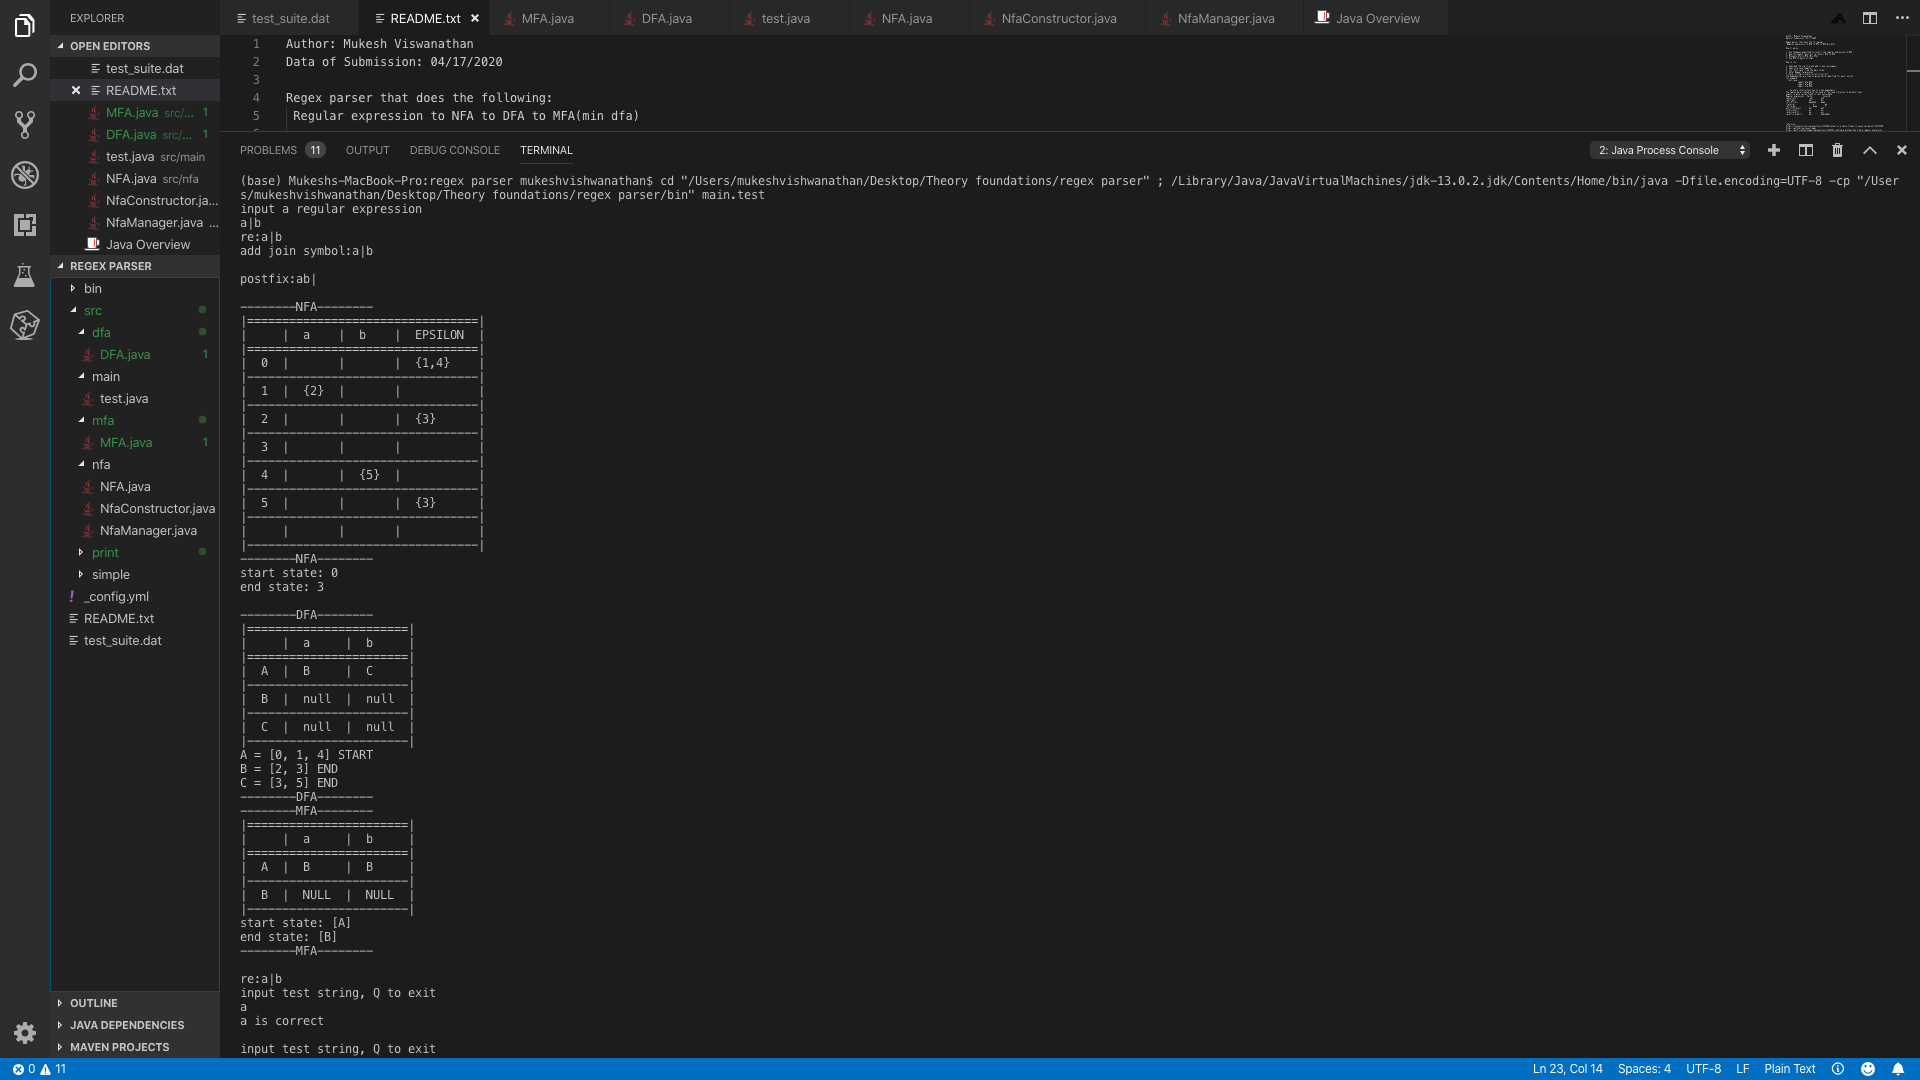 EXPLORER
OPEN EDITORS
test_suite.dat
README.txt
MFA.java src/... 1
DFA.java src/... 1
test.java src/main
NFA.java src/nfa
NfaConstructor.ja...
NfaManager.java ...
Java Overview
REGEX PARSER
bin
src
dfa
DFA.java 1
main
test.java
mfa
MFA.java 1
nfa
NFA.java
NfaConstructor.java
NfaManager.java
print
simple
! _config.yml
README.txt
test_suite.dat
OUTLINE
JAVA DEPENDENCIES
MAVEN PROJECTS
test_suite.dat README.txt MFA.java DFA.java test.java NFA.java NfaConstructor.java NfaManager.java Java Overview
1 Author: Mukesh Viswanathan
2 Data of Submission: 04/17/2020
3
4 Regex parser that does the following:
5 Regular expression to NFA to DFA to MFA(min dfa)
PROBLEMS 11 OUTPUT DEBUG CONSOLE TERMINAL 2: Java Process Console
(base) Mukeshs-MacBook-Pro:regex parser mukeshvishwanathan$ cd "/Users/mukeshvishwanathan/Desktop/Theory foundations/regex parser" ; /Library/Java/JavaVirtualMachines/jdk-13.0.2.jdk/Contents/Home/bin/java -Dfile.encoding=UTF-8 -cp "/User
s/mukeshvishwanathan/Desktop/Theory foundations/regex parser/bin" main.test
input a regular expression
a|b
re:a|b
add join symbol:a|b
postfix:ab|
--------NFA--------
|=================================|
|     |  a    |  b    |  EPSILON  |
|=================================|
|  0  |       |       |  {1,4}    |
|---------------------------------|
|  1  |  {2}  |       |           |
|---------------------------------|
|  2  |       |       |  {3}      |
|---------------------------------|
|  3  |       |       |           |
|---------------------------------|
|  4  |       |  {5}  |           |
|---------------------------------|
|  5  |       |       |  {3}      |
|---------------------------------|
|     |       |       |           |
|---------------------------------|
--------NFA--------
start state: 0
end state: 3
--------DFA--------
|=======================|
|     |  a     |  b     |
|=======================|
|  A  |  B     |  C     |
|-----------------------|
|  B  |  null  |  null  |
|-----------------------|
|  C  |  null  |  null  |
|-----------------------|
A = [0, 1, 4] START
B = [2, 3] END
C = [3, 5] END
--------DFA--------
--------MFA--------
|=======================|
|     |  a     |  b     |
|=======================|
|  A  |  B     |  B     |
|-----------------------|
|  B  |  NULL  |  NULL  |
|-----------------------|
start state: [A]
end state: [B]
--------MFA--------
re:a|b
input test string, Q to exit
a
a is correct
input test string, Q to exit
0 11 Ln 23, Col 14 Spaces: 4 UTF-8 LF Plain Text